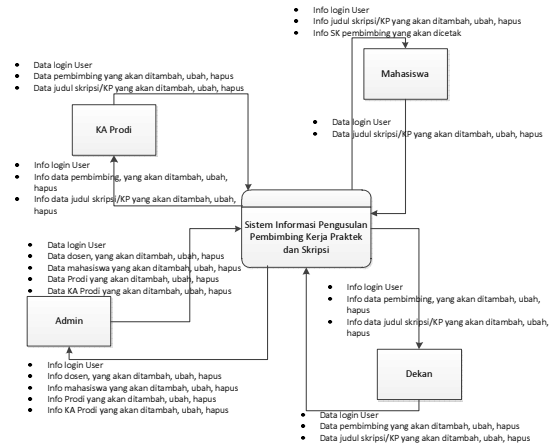 • Info login User
• Info judul skripsi/KP yang akan ditambah, ubah, hapus
• Info SK pembimbing yang akan dicetak
Mahasiswa
• Data login User
• Data pembimbing yang akan ditambah, ubah, hapus
• Data judul skripsi/KP yang akan ditambah, ubah, hapus
KA Prodi
• Data login User
• Data judul skripsi/KP yang akan ditambah, ubah, hapus
• Info login User
• Info data pembimbing, yang akan ditambah, ubah,
hapus
• Info data judul skripsi/KP yang akan ditambah, ubah,
hapus
Sistem Informasi Pengusulan
Pembimbing Kerja Praktek
dan Skripsi
• Data login User
• Data dosen, yang akan ditambah, ubah, hapus
• Data mahasiswa yang akan ditambah, ubah, hapus
• Data Prodi yang akan ditambah, ubah, hapus
• Data KA Prodi yang akan ditambah, ubah, hapus
Admin
• Info login User
• Info dosen, yang akan ditambah, ubah, hapus
• Info mahasiswa yang akan ditambah, ubah, hapus
• Info Prodi yang akan ditambah, ubah, hapus
• Info KA Prodi yang akan ditambah, ubah, hapus
• Info login User
• Info data pembimbing, yang akan ditambah, ubah,
hapus
• Info data judul skripsi/KP yang akan ditambah, ubah,
hapus
Dekan
• Data login User
• Data pembimbing yang akan ditambah, ubah, hapus
• Data judul skripsi/KP yang akan ditambah, ubah, hapus